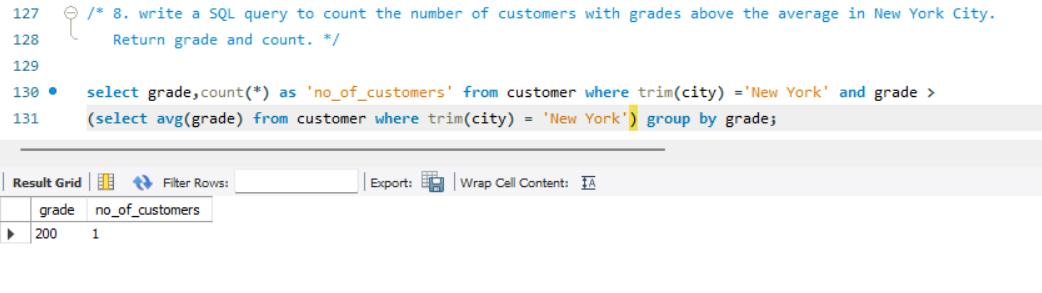 127 /* 8. write a SQL query to count the number of customers with grades above the average in New York City.
128 Return grade and count. */
129
130 select grade,count(*) as 'no_of_customers' from customer where trim(city) ='New York' and grade >
131 (select avg(grade) from customer where trim(city) = 'New York') group by grade;
Result Grid Filter Rows: Export: Wrap Cell Content: IA
grade no_of_customers
200 1